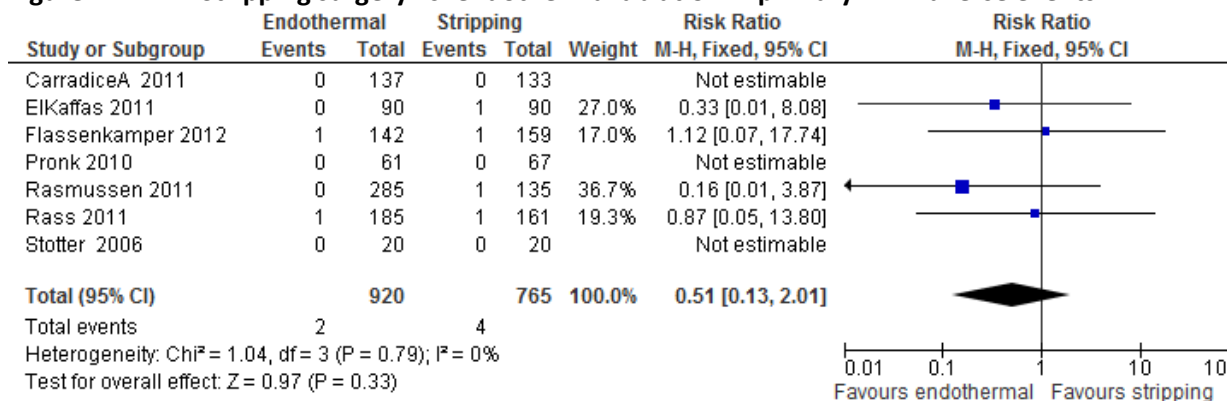 Endothermal Stripping Risk Ratio Risk Ratio
Study or Subgroup Events Total Events Total Weight M-H, Fixed, 95% CI M-H, Fixed, 95% CI
CarradiceA 2011 0 137 0 133 Not estimable
ElKaffas 2011 0 90 1 90 27.0% 0.33 [0.01, 8.08]
Flassenkamper 2012 1 142 1 159 17.0% 1.12 [0.07, 17.74]
Pronk 2010 0 61 0 67 Not estimable
Rasmussen 2011 0 285 1 135 36.7% 0.16 [0.01, 3.87]
Rass 2011 1 185 1 161 19.3% 0.87 [0.05, 13.80]
Stotter 2006 0 20 0 20 Not estimable
Total (95% CI) 920 765 100.0% 0.51 [0.13, 2.01]
Total events 2 4
Heterogeneity: Chi² = 1.04, df = 3 (P = 0.79); I² = 0%
Test for overall effect: Z = 0.97 (P = 0.33)
0.01 0.1 1 10 10
Favours endothermal Favours stripping